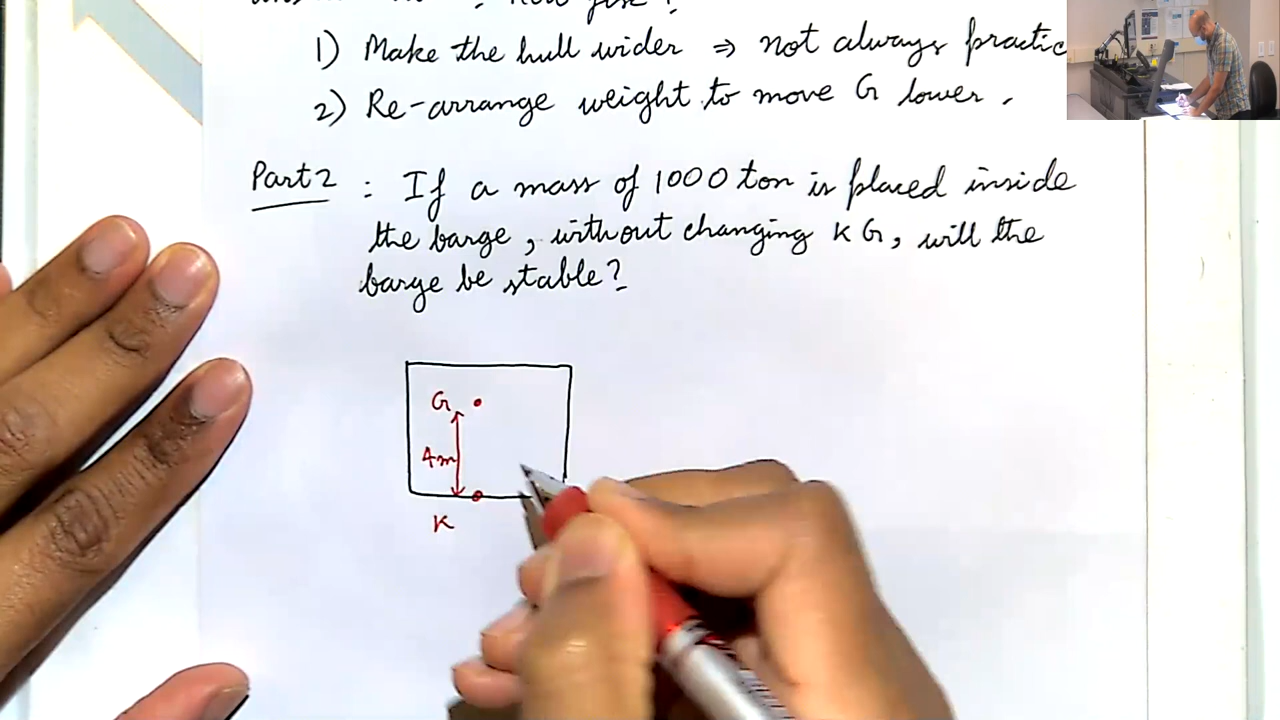 1) Make the hull wider ⇒ not always practic
2) Re-arrange weight to move G lower.
Part 2 : If a mass of 1000 ton is placed inside
the barge, without changing KG, will the
barge be stable?
G
4m
K